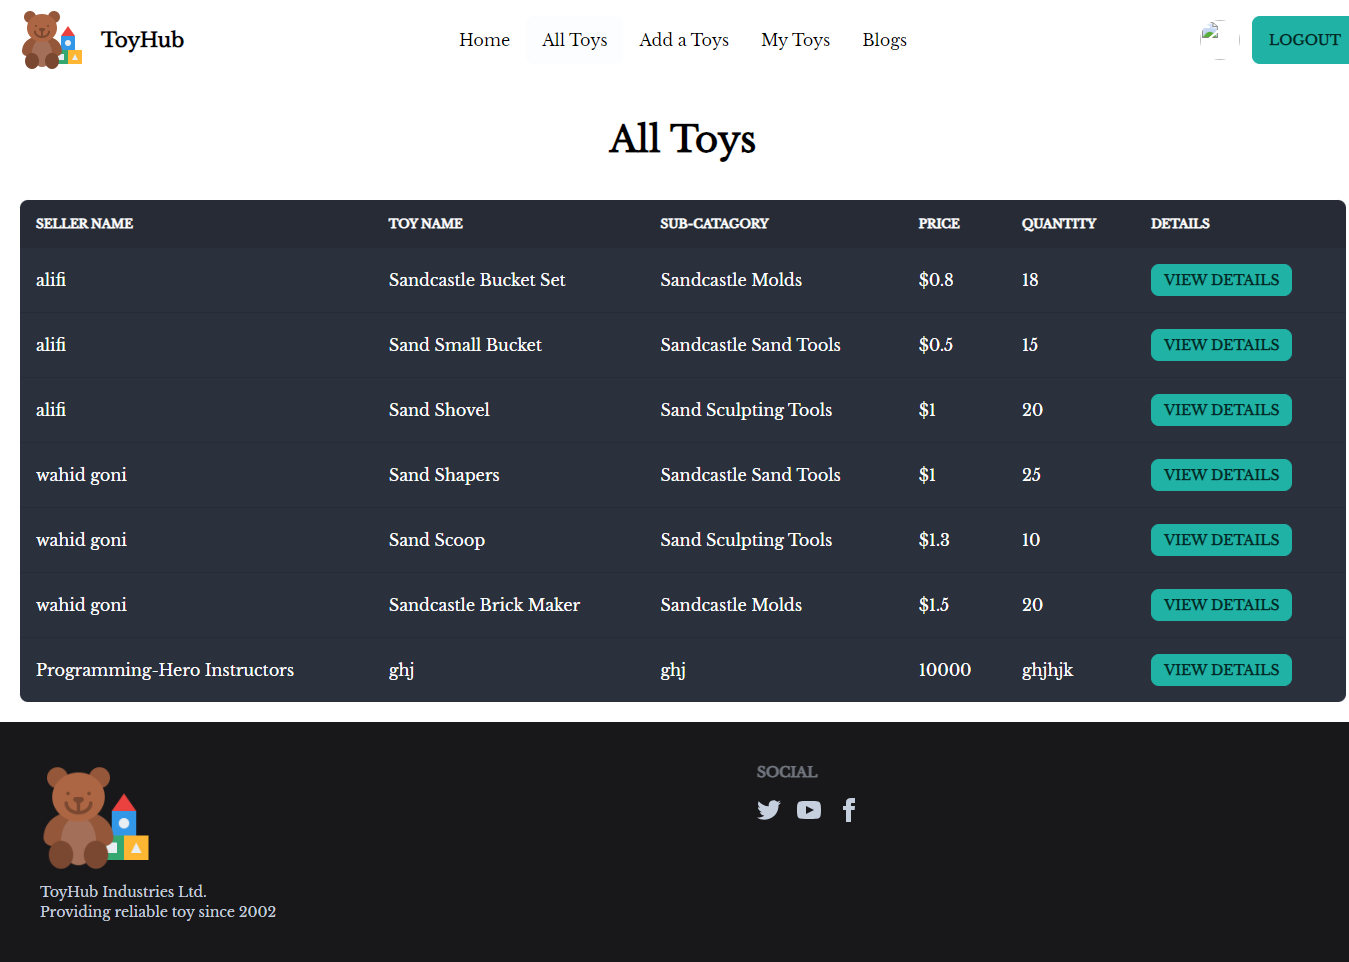 ToyHub Home All Toys Add a Toys My Toys Blogs LOGOUT
All Toys
SELLER NAME TOY NAME SUB-CATAGORY PRICE QUANTITY DETAILS
alifi Sandcastle Bucket Set Sandcastle Molds $0.8 18 VIEW DETAILS
alifi Sand Small Bucket Sandcastle Sand Tools $0.5 15 VIEW DETAILS
alifi Sand Shovel Sand Sculpting Tools $1 20 VIEW DETAILS
wahid goni Sand Shapers Sandcastle Sand Tools $1 25 VIEW DETAILS
wahid goni Sand Scoop Sand Sculpting Tools $1.3 10 VIEW DETAILS
wahid goni Sandcastle Brick Maker Sandcastle Molds $1.5 20 VIEW DETAILS
Programming-Hero Instructors ghj ghj 10000 ghjhjk VIEW DETAILS
SOCIAL
ToyHub Industries Ltd.
Providing reliable toy since 2002